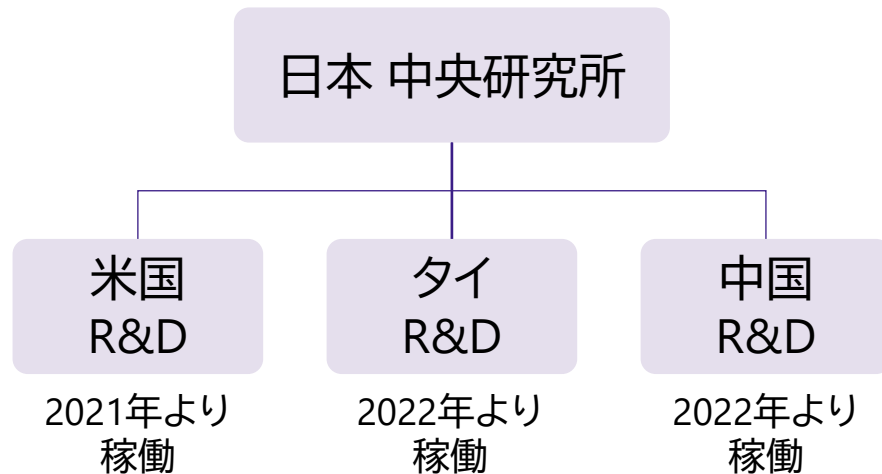 日本 中央研究所
米国
R&D
タイ
R&D
中国
R&D
2021年より
稼働
2022年より
稼働
2022年より
稼働